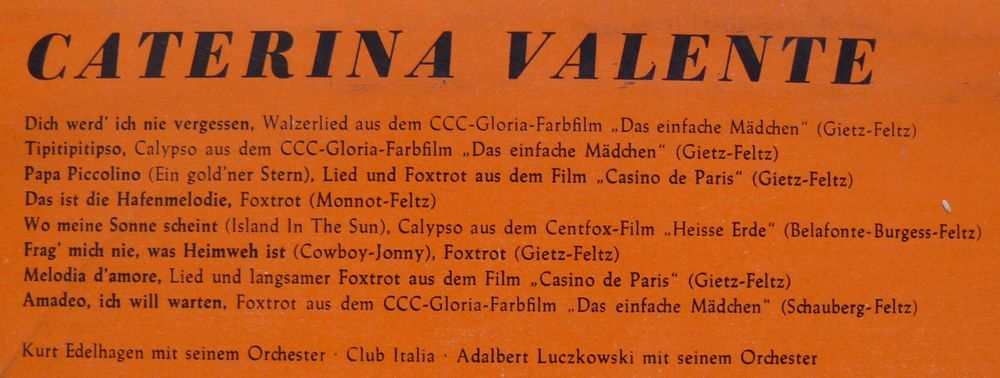 CATERINA VALENTE
Dich werd' ich nie vergessen, Walzerlied aus dem CCC-Gloria-Farbfilm „Das einfache Mädchen“ (Gietz-Feltz)
Tipitipitipso, Calypso aus dem CCC-Gloria-Farbfilm „Das einfache Mädchen“ (Gietz-Feltz)
Papa Piccolino (Ein gold'ner Stern), Lied und Foxtrot aus dem Film „Casino de Paris“ (Gietz-Feltz)
Das ist die Hafenmelodie, Foxtrot (Monnot-Feltz)
Wo meine Sonne scheint (Island In The Sun), Calypso aus dem Centfox-Film „Heisse Erde“ (Belafonte-Burgess-Feltz)
Frag' mich nie, was Heimweh ist (Cowboy-Jonny), Foxtrot (Gietz-Feltz)
Melodia d'amore, Lied und langsamer Foxtrot aus dem Film „Casino de Paris“ (Gietz-Feltz)
Amadeo, ich will warten, Foxtrot aus dem CCC-Gloria-Farbfilm „Das einfache Mädchen“ (Schauberg-Feltz)
Kurt Edelhagen mit seinem Orchester · Club Italia · Adalbert Luczkowski mit seinem Orchester